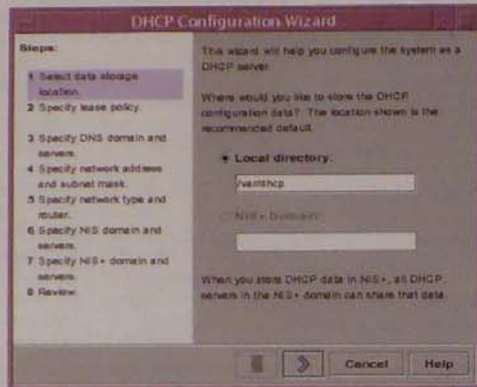 DHCP Configuration Wizard
Steps:
1 Select data storage
location.
2 Specify lease policy.
3 Specify DNS domain and
servers.
4 Specify network address
and subnet mask.
5 Specify network type and
router.
6 Specify NIS domain and
servers.
7 Specify NIS+ domain and
servers.
8 Review.
This wizard will help you configure the system as a
DHCP server.
Where would you like to store the DHCP
configuration data? The location shown is the
recommended default.
Local directory:
/var/dhcp
NIS+ Domain:
When you store DHCP data in NIS+, all DHCP
servers in the NIS+ domain can share that data.
Cancel
Help